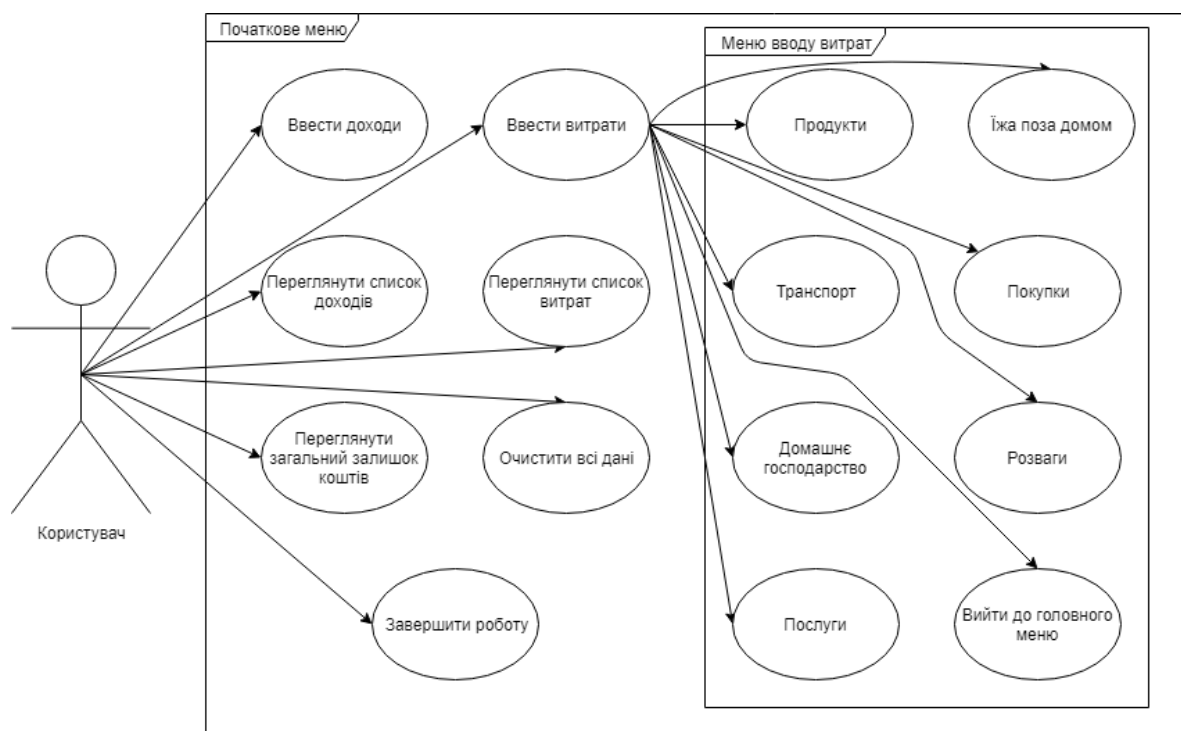 Початкове меню
Меню вводу витрат
Ввести доходи
Ввести витрати
Продукти
Їжа поза домом
Переглянути список
доходів
Переглянути список
витрат
Транспорт
Покупки
Переглянути
загальний залишок
коштів
Очистити всі дані
Домашнє
господарство
Розваги
Користувач
Завершити роботу
Послуги
Вийти до головного
меню